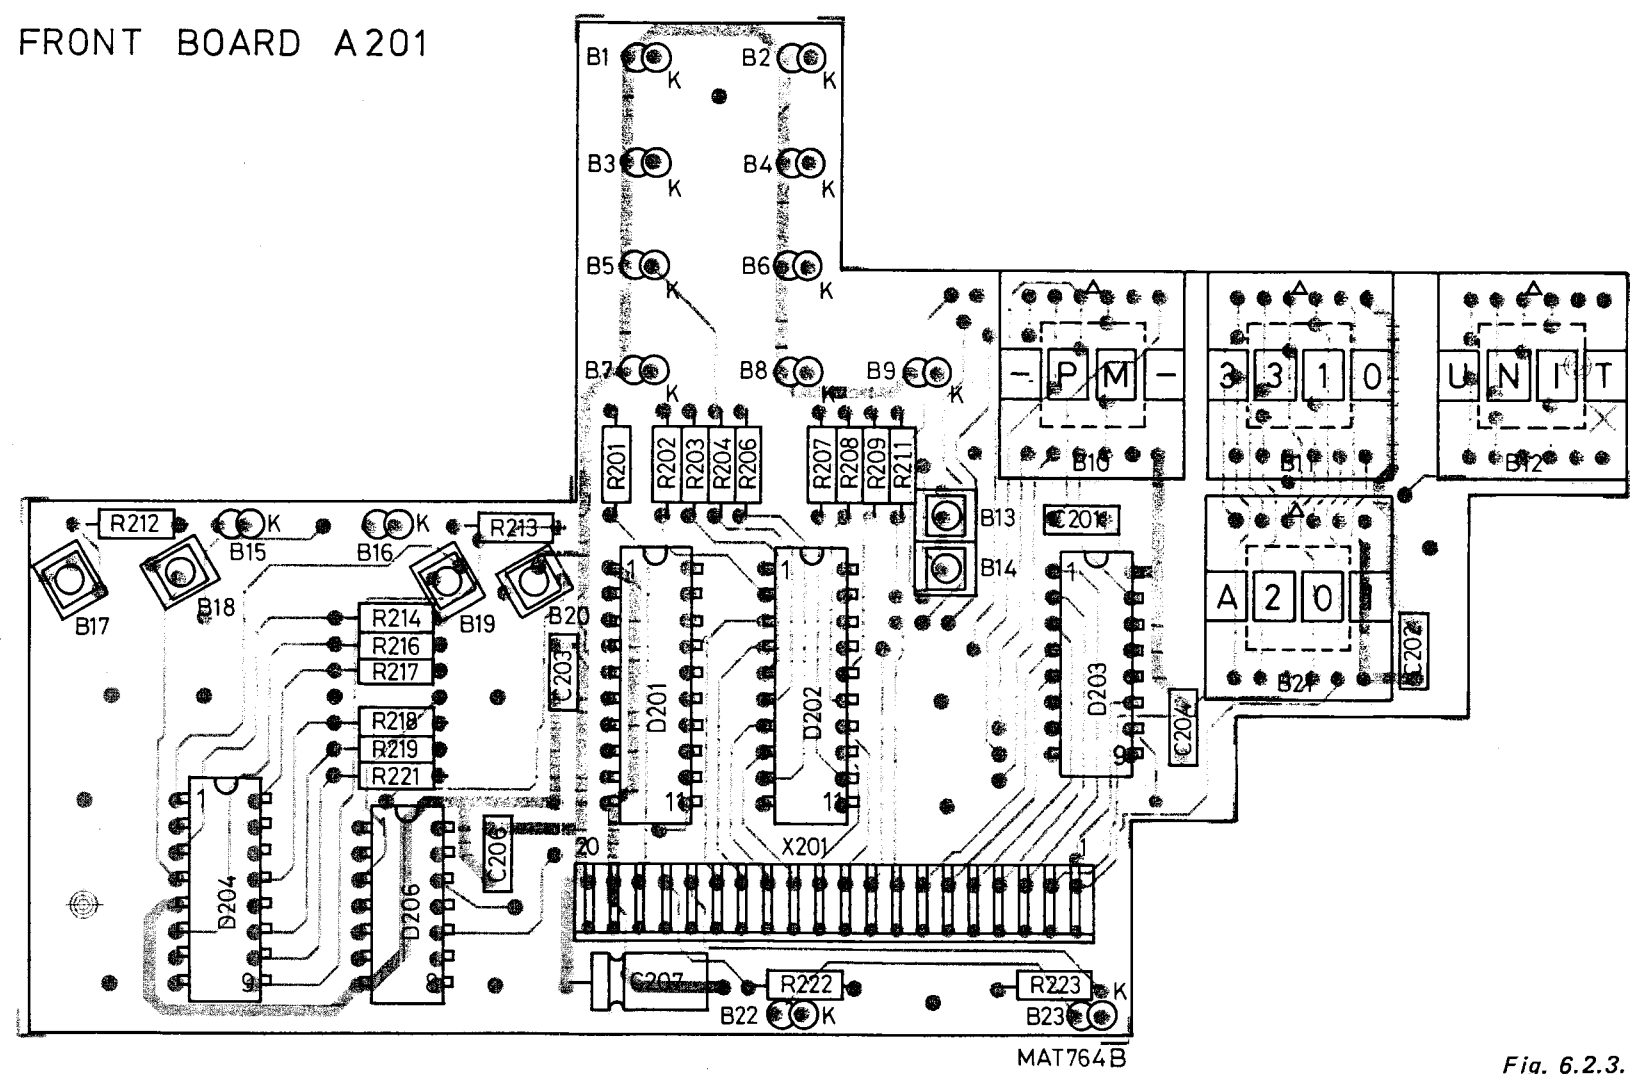 FRONT BOARD A201
B1 K B2 K
B3 K B4 K
B5 K B6 K
B7 K B8 K B9 K
- P M - 3 3 1 0 U N I T
B10 B11 B12
R201 R202 R203 R204 R206 R207 R208 R209 R211
R212 B15 K B16 K R213 B13 C201
B14
B17 B18 B19 B20
A 2 0
B21
R214
R216
R217
R218
R219
R221
C203 1 D201 11 1 D202 11 1 D203 9 C204 C202
1 D204 9 D206 8 C206
20 X201 1
C207 R222 R223 K
B22 K B23
MAT764B
Fig. 6.2.3.